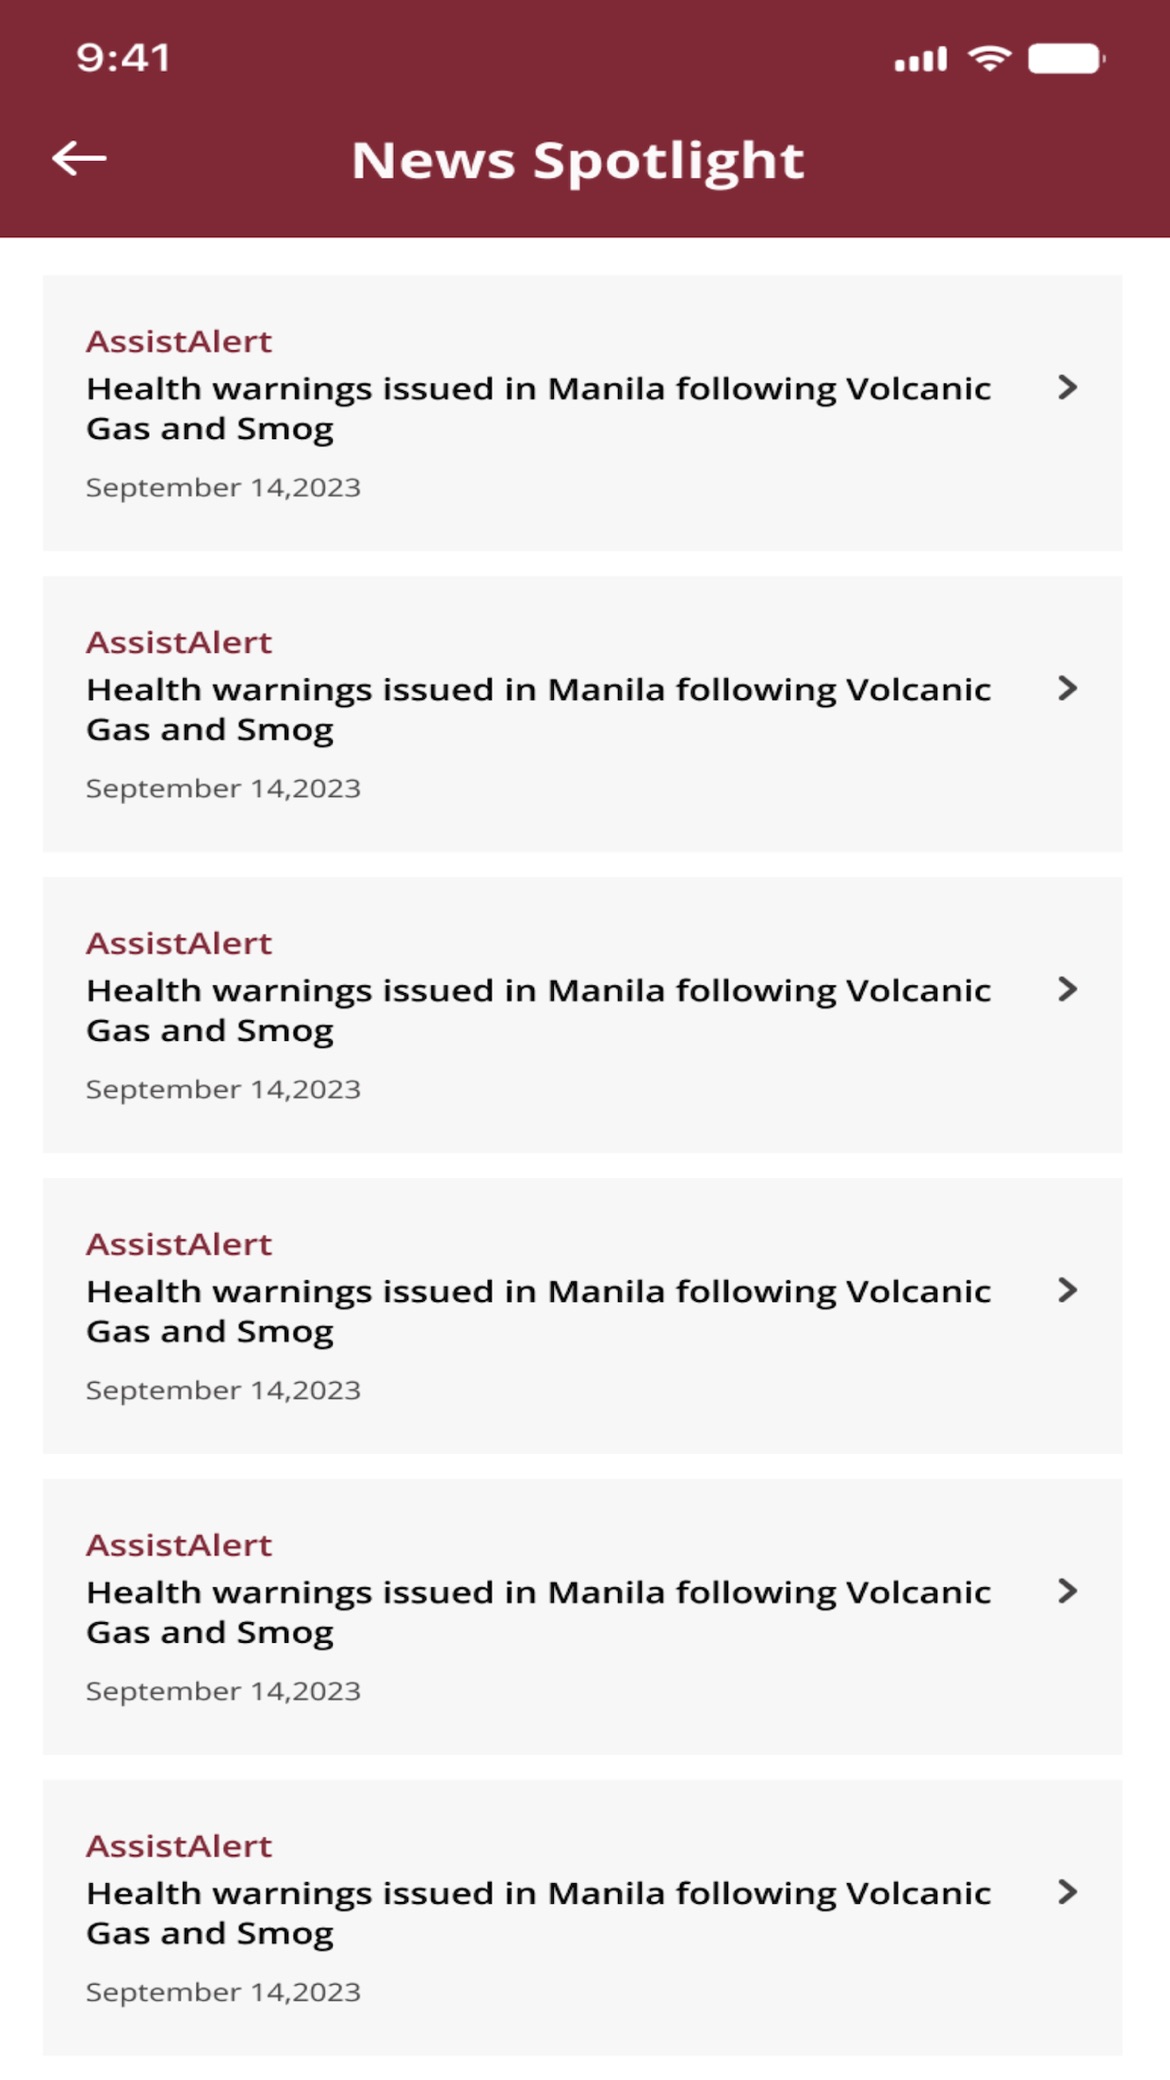 9:41
News Spotlight
AssistAlert
Health warnings issued in Manila following Volcanic
Gas and Smog
September 14,2023
AssistAlert
Health warnings issued in Manila following Volcanic
Gas and Smog
September 14,2023
AssistAlert
Health warnings issued in Manila following Volcanic
Gas and Smog
September 14,2023
AssistAlert
Health warnings issued in Manila following Volcanic
Gas and Smog
September 14,2023
AssistAlert
Health warnings issued in Manila following Volcanic
Gas and Smog
September 14,2023
AssistAlert
Health warnings issued in Manila following Volcanic
Gas and Smog
September 14,2023